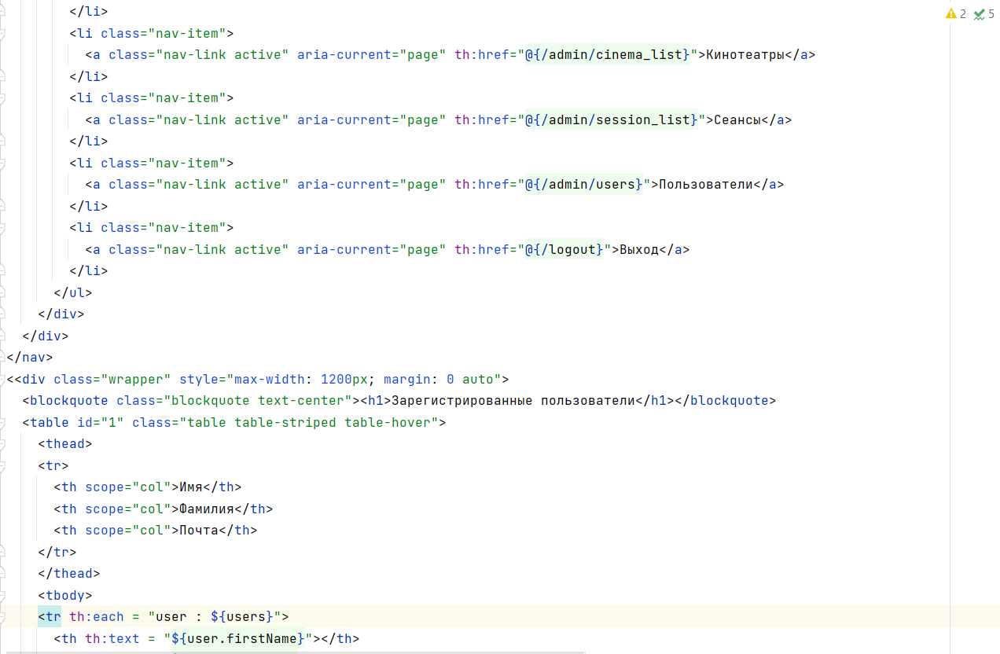 </li>
2 5
<li class="nav-item">
<a class="nav-link active" aria-current="page" th:href="@{/admin/cinema_list}">Кинотеатры</a>
</li>
<li class="nav-item">
<a class="nav-link active" aria-current="page" th:href="@{/admin/session_list}">Сеансы</a>
</li>
<li class="nav-item">
<a class="nav-link active" aria-current="page" th:href="@{/admin/users}">Пользователи</a>
</li>
<li class="nav-item">
<a class="nav-link active" aria-current="page" th:href="@{/logout}">Выход</a>
</li>
</ul>
</div>
</div>
</nav>
<<div class="wrapper" style="max-width: 1200px; margin: 0 auto">
<blockquote class="blockquote text-center"><h1>Зарегистрированные пользователи</h1></blockquote>
<table id="1" class="table table-striped table-hover">
<thead>
<tr>
<th scope="col">Имя</th>
<th scope="col">Фамилия</th>
<th scope="col">Почта</th>
</tr>
</thead>
<tbody>
<tr th:each = "user : ${users}">
<th th:text = "${user.firstName}"></th>